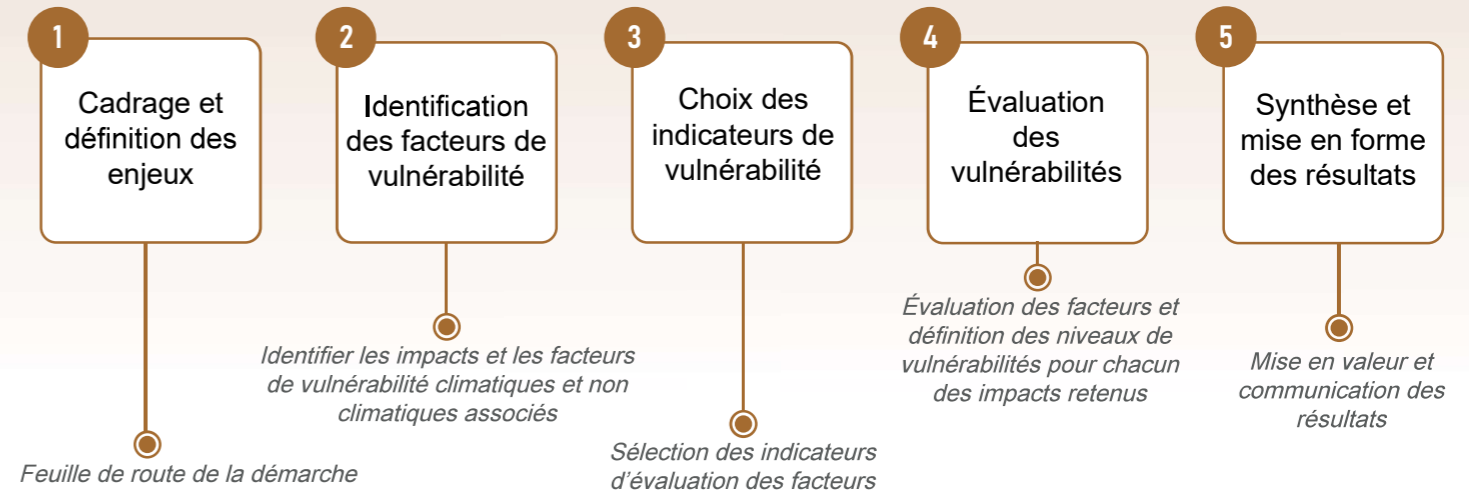 1
Cadrage et
définition des
enjeux
Feuille de route de la démarche
2
Identification
des facteurs de
vulnérabilité
Identifier les impacts et les facteurs
de vulnérabilité climatiques et non
climatiques associés
3
Choix des
indicateurs de
vulnérabilité
Sélection des indicateurs
d'évaluation des facteurs
4
Évaluation
des
vulnérabilités
Évaluation des facteurs et
définition des niveaux de
vulnérabilités pour chacun
des impacts retenus
5
Synthèse et
mise en forme
des résultats
Mise en valeur et
communication des
résultats